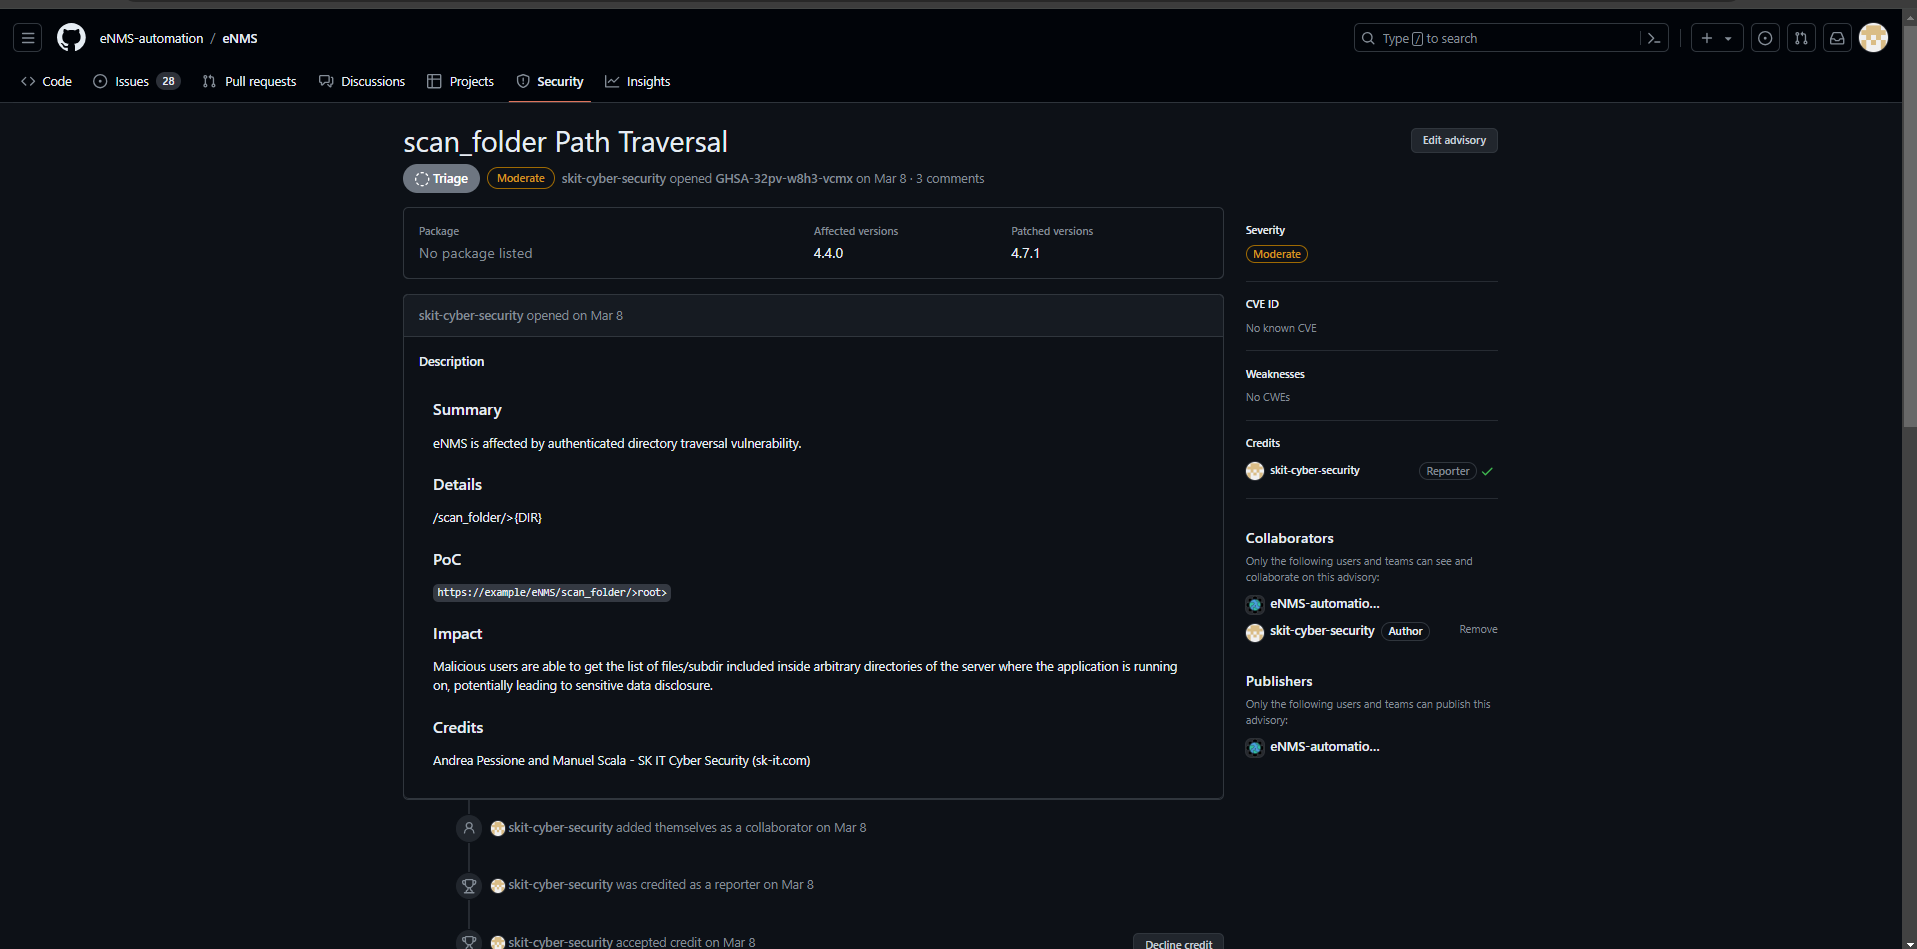 eNMS-automation / eNMS
Type / to search
Code
Issues 28
Pull requests
Discussions
Projects
Security
Insights
scan_folder Path Traversal
Edit advisory
Triage
Moderate
skit-cyber-security opened GHSA-32pv-w8h3-vcmx on Mar 8 · 3 comments
Package
No package listed
Affected versions
4.4.0
Patched versions
4.7.1
skit-cyber-security opened on Mar 8
Description
Summary
eNMS is affected by authenticated directory traversal vulnerability.
Details
/scan_folder/>{DIR}
PoC
https://example/eNMS/scan_folder/>root>
Impact
Malicious users are able to get the list of files/subdir included inside arbitrary directories of the server where the application is running
on, potentially leading to sensitive data disclosure.
Credits
Andrea Pessione and Manuel Scala - SK IT Cyber Security (sk-it.com)
skit-cyber-security added themselves as a collaborator on Mar 8
skit-cyber-security was credited as a reporter on Mar 8
skit-cyber-security accepted credit on Mar 8
Decline credit
Severity
Moderate
CVE ID
No known CVE
Weaknesses
No CWEs
Credits
skit-cyber-security
Reporter
Collaborators
Only the following users and teams can see and
collaborate on this advisory:
eNMS-automatio...
skit-cyber-security Author
Remove
Publishers
Only the following users and teams can publish this
advisory:
eNMS-automatio...